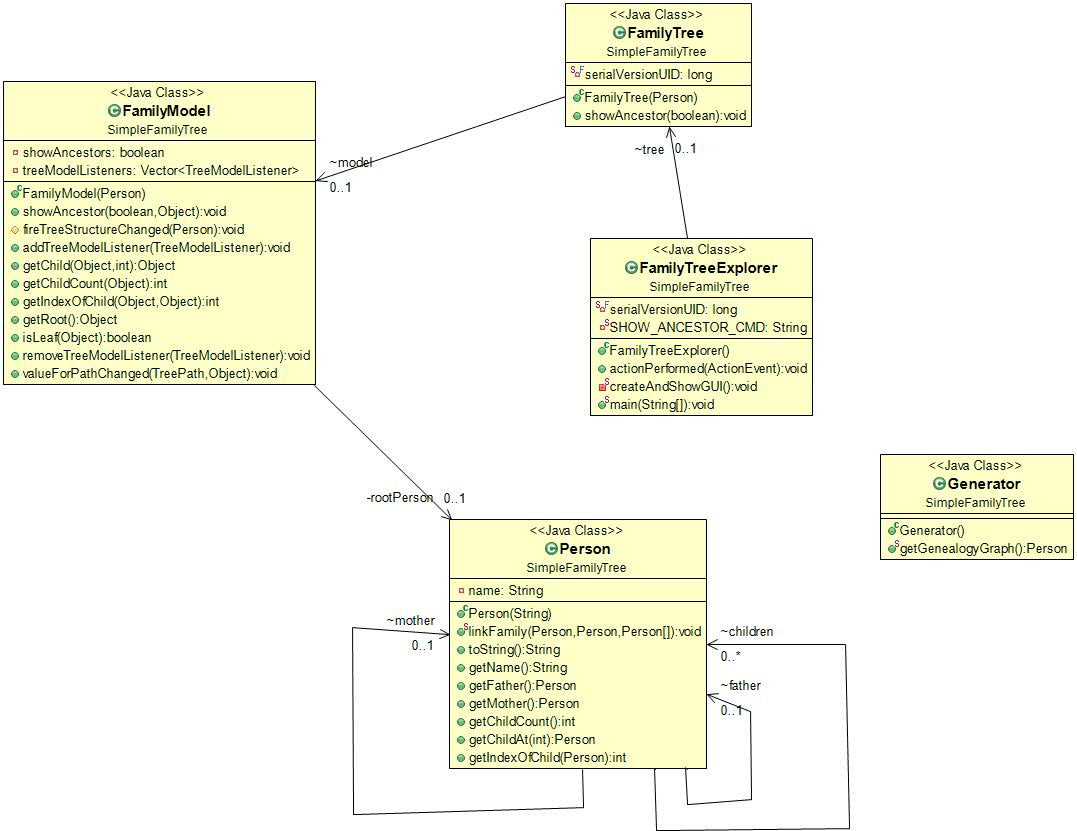 <<Java Class>>
FamilyTree
SimpleFamilyTree
serialVersionUID: long
FamilyTree(Person)
showAncestor(boolean):void
<<Java Class>>
FamilyModel
SimpleFamilyTree
showAncestors: boolean
treeModelListeners: Vector<TreeModelListener>
FamilyModel(Person)
showAncestor(boolean,Object):void
fireTreeStructureChanged(Person):void
addTreeModelListener(TreeModelListener):void
getChild(Object,int):Object
getChildCount(Object):int
getIndexOfChild(Object,Object):int
getRoot():Object
isLeaf(Object):boolean
removeTreeModelListener(TreeModelListener):void
valueForPathChanged(TreePath,Object):void
~model
0..1
~tree
0..1
<<Java Class>>
FamilyTreeExplorer
SimpleFamilyTree
serialVersionUID: long
SHOW_ANCESTOR_CMD: String
FamilyTreeExplorer()
actionPerformed(ActionEvent):void
createAndShowGUI():void
main(String[]):void
<<Java Class>>
Generator
SimpleFamilyTree
Generator()
getGenealogyGraph():Person
-rootPerson
0..1
<<Java Class>>
Person
SimpleFamilyTree
name: String
Person(String)
linkFamily(Person,Person,Person[]):void
toString():String
getName():String
getFather():Person
getMother():Person
getChildCount():int
getChildAt(int):Person
getIndexOfChild(Person):int
~mother
0..1
~children
0..*
~father
0..1